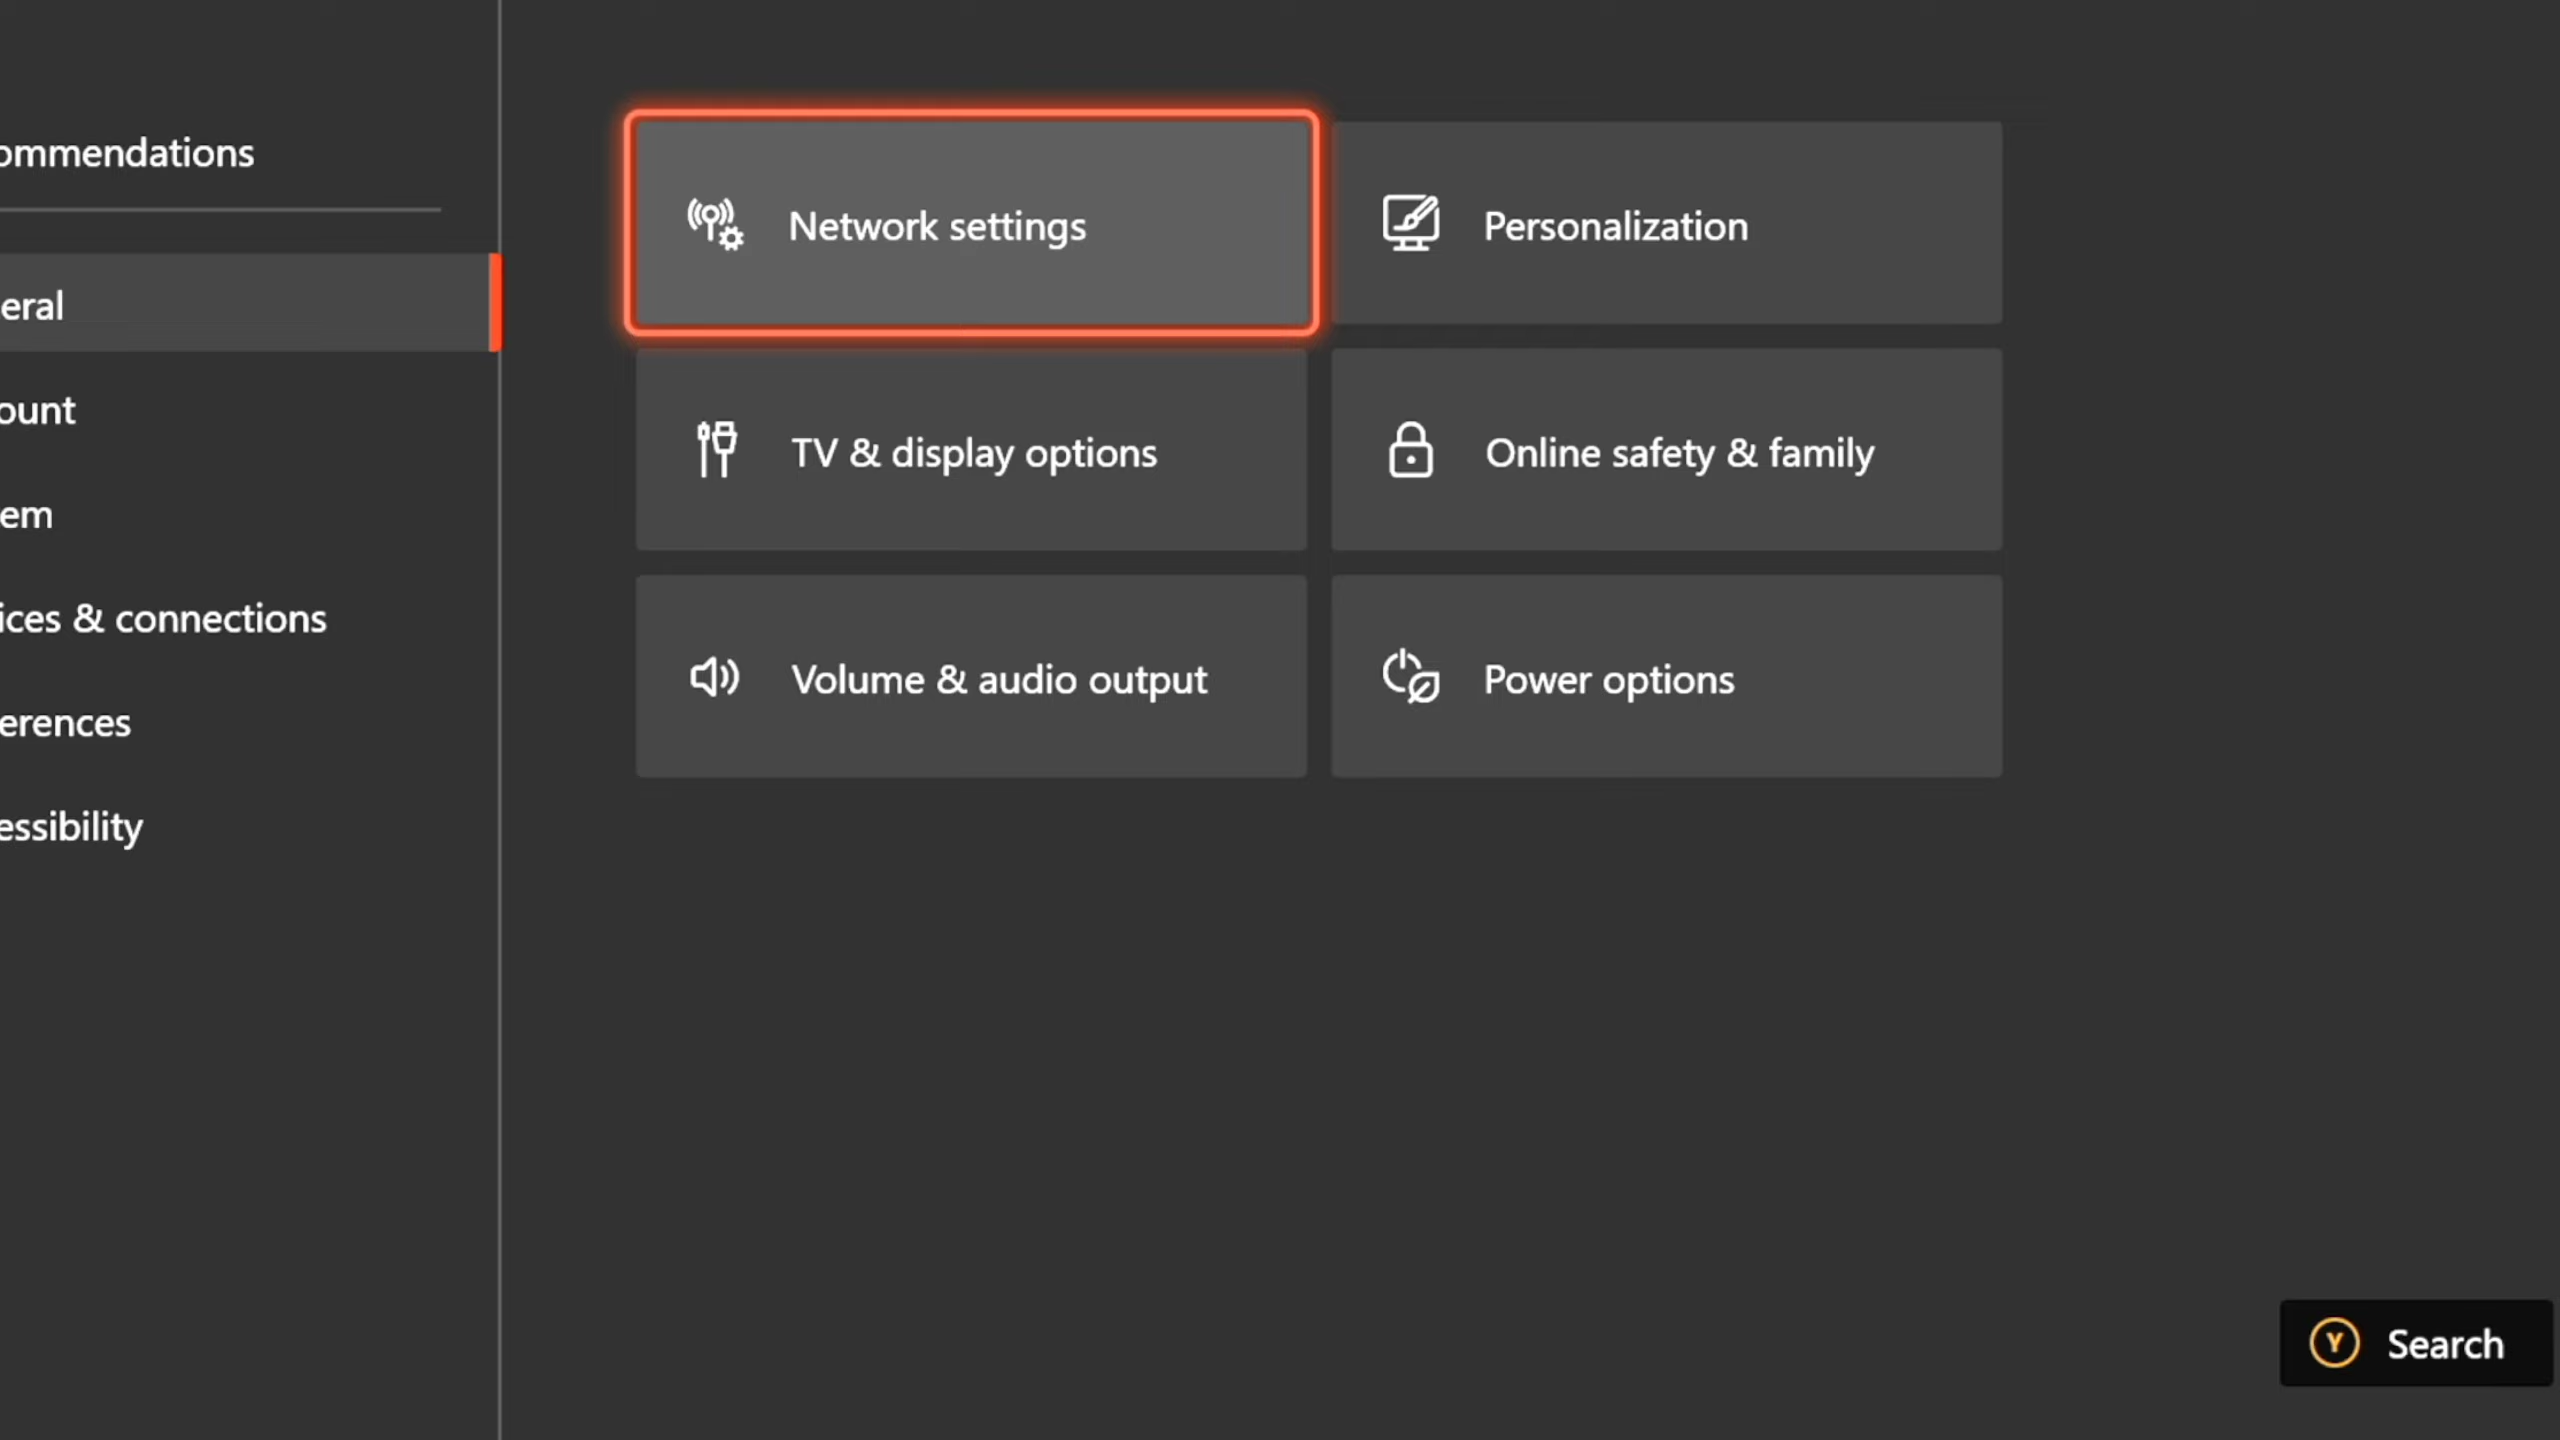 ommendations
eral
ount
em
ices & connections
erences
essibility
Network settings
Personalization
TV & display options
Online safety & family
Volume & audio output
Power options
Y Search